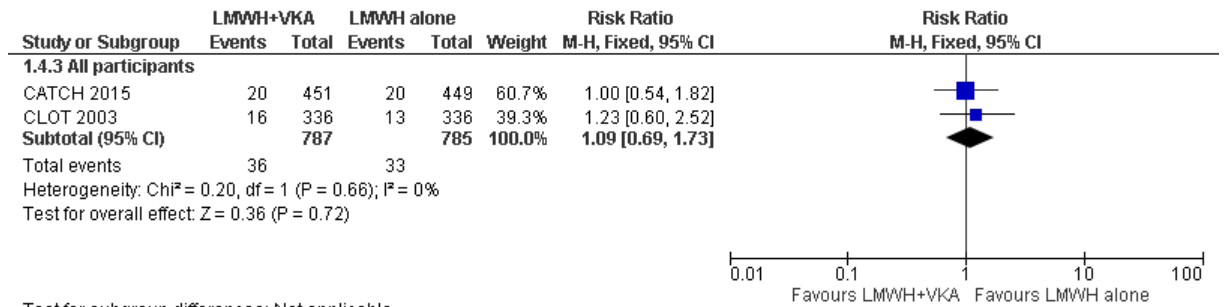 LMWH+VKA LMWH alone Risk Ratio Risk Ratio
Study or Subgroup Events Total Events Total Weight M-H, Fixed, 95% CI M-H, Fixed, 95% CI
1.4.3 All participants
CATCH 2015 20 451 20 449 60.7% 1.00 [0.54, 1.82]
CLOT 2003 16 336 13 336 39.3% 1.23 [0.60, 2.52]
Subtotal (95% CI) 787 785 100.0% 1.09 [0.69, 1.73]
Total events 36 33
Heterogeneity: Chi² = 0.20, df = 1 (P = 0.66); I² = 0%
Test for overall effect: Z = 0.36 (P = 0.72)
0.01 0.1 1 10 100
Favours LMWH+VKA Favours LMWH alone
Test for subgroup differences: Not applicable